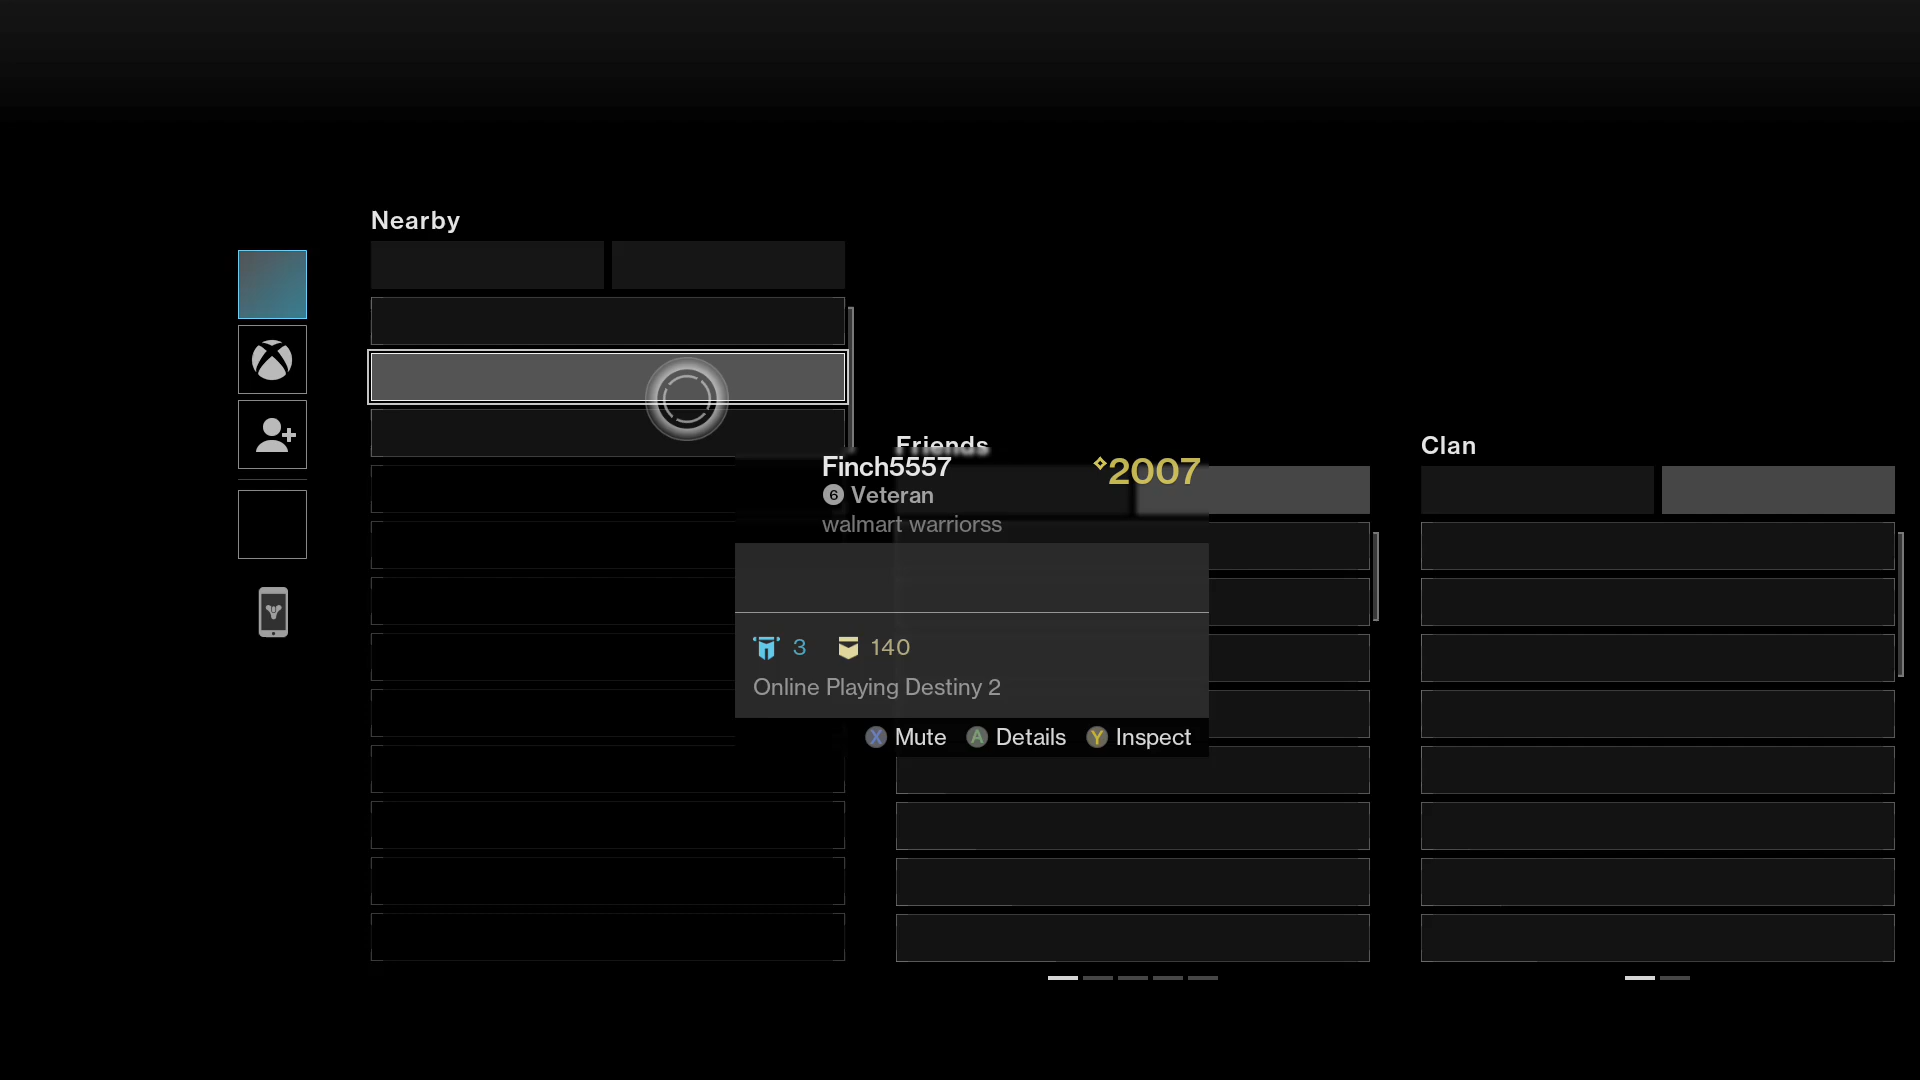 Nearby
Friends
Clan
Finch5557
2007
6 Veteran
walmart warriorss
3 140
Online Playing Destiny 2
X Mute A Details Y Inspect